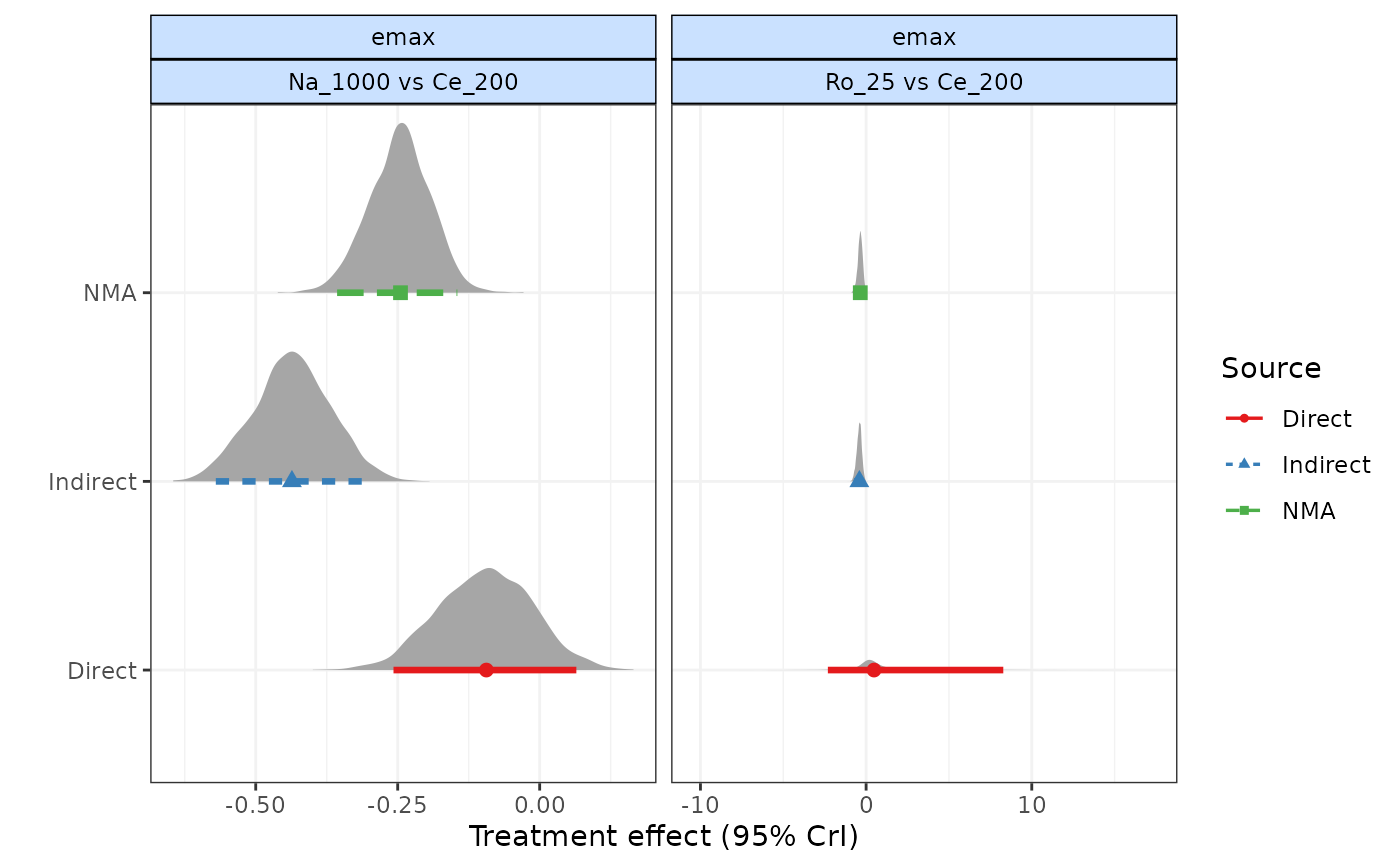 emax
emax
Na_1000 vs Ce_200
Ro_25 vs Ce_200
NMA
Indirect
Direct
-0.50
-0.25
0.00
-10
0
10
Treatment effect (95% CrI)
Source
Direct
Indirect
NMA